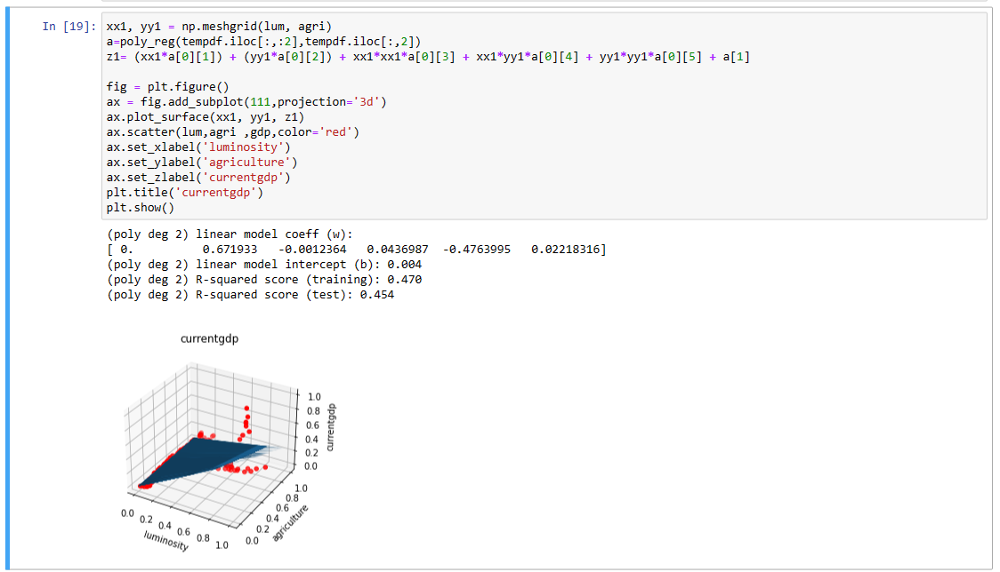 In [19]: xx1, yy1 = np.meshgrid(lum, agri)
a=poly_reg(tempdf.iloc[:,:2],tempdf.iloc[:,2])
z1= (xx1*a[0][1]) + (yy1*a[0][2]) + xx1*xx1*a[0][3] + xx1*yy1*a[0][4] + yy1*yy1*a[0][5] + a[1]
fig = plt.figure()
ax = fig.add_subplot(111,projection='3d')
ax.plot_surface(xx1, yy1, z1)
ax.scatter(lum,agri ,gdp,color='red')
ax.set_xlabel('luminosity')
ax.set_ylabel('agriculture')
ax.set_zlabel('currentgdp')
plt.title('currentgdp')
plt.show()
(poly deg 2) linear model coeff (w):
[ 0. 0.671933 -0.0012364 0.0436987 -0.4763995 0.02218316]
(poly deg 2) linear model intercept (b): 0.004
(poly deg 2) R-squared score (training): 0.470
(poly deg 2) R-squared score (test): 0.454
currentgdp
1.0
0.8
0.6
0.4
0.2
0.0
currentgdp
0.0
0.2
0.4
0.6
0.8
1.0
luminosity
0.0
0.2
0.4
0.6
0.8
1.0
agriculture